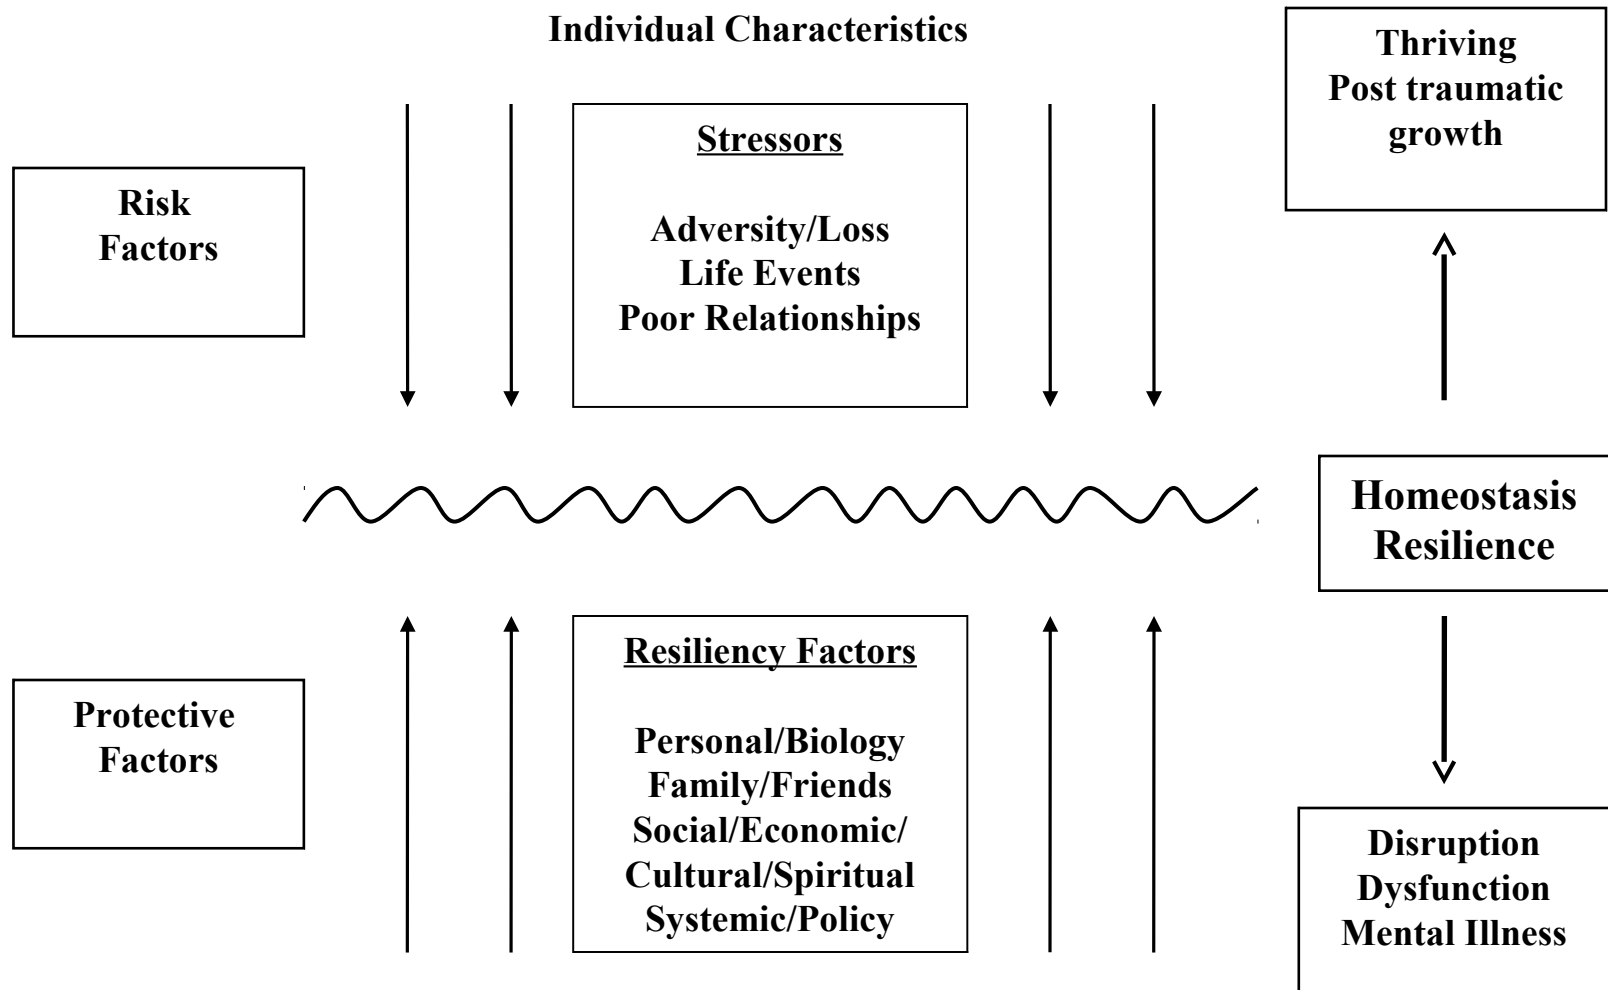 Individual Characteristics
Thriving
Post traumatic
growth
Stressors
Adversity/Loss
Life Events
Poor Relationships
Risk
Factors
Homeostasis
Resilience
Resiliency Factors
Personal/Biology
Family/Friends
Social/Economic/
Cultural/Spiritual
Systemic/Policy
Protective
Factors
Disruption
Dysfunction
Mental Illness